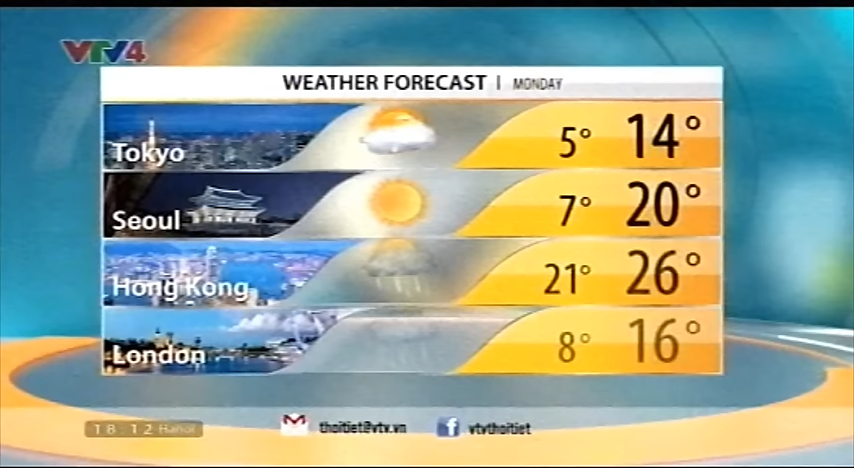 VTV4
WEATHER FORECAST | MONDAY
Tokyo 5° 14°
Seoul 7° 20°
Hong Kong 21° 26°
London 8° 16°
18:12 Hanoi thoitiet@vtv.vn f vtvthoitiet